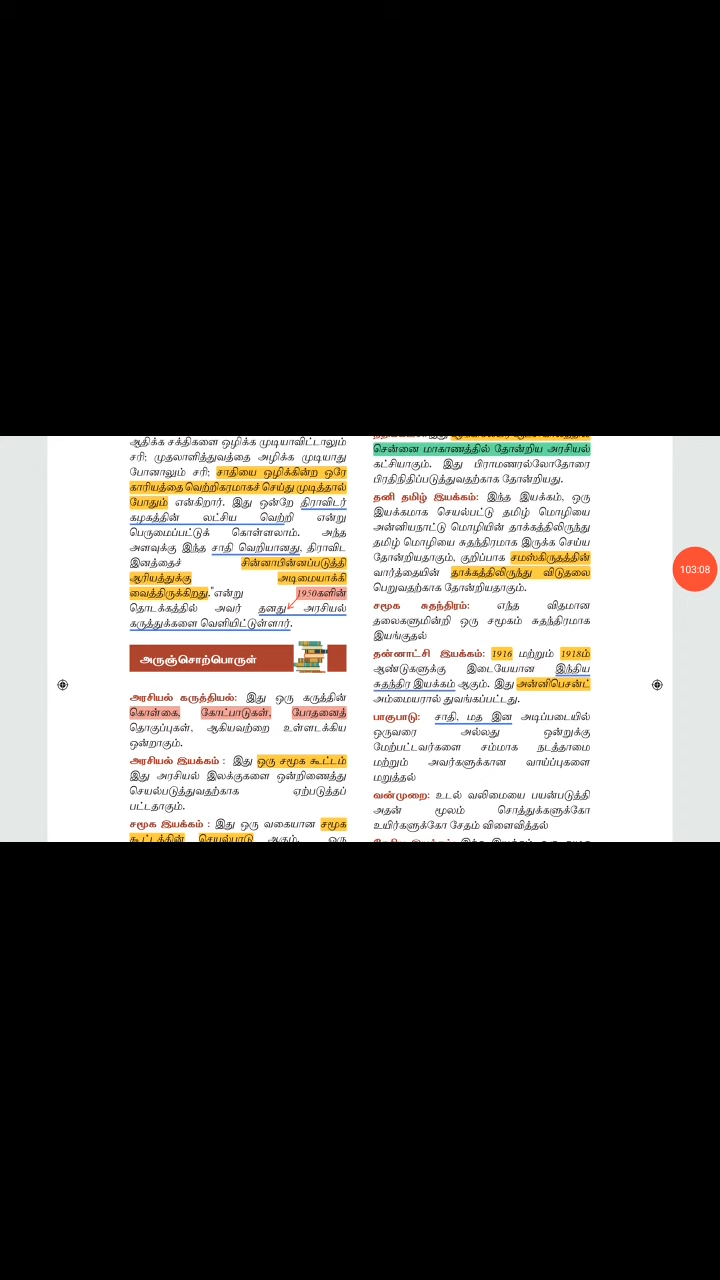 ஆதிக்க சக்திகளை ஒழிக்க முடியாவிட்டாலும்
சரி; முதலாளித்துவத்தை அழிக்க முடியாது
போனாலும் சரி; சாதியை ஒழிக்கின்ற ஒரே
காரியத்தை வெற்றிகரமாகச் செய்து முடித்தால்
போதும் என்கிறார். இது ஒன்றே திராவிடர்
கழகத்தின் லட்சிய வெற்றி என்று
பெருமைப்பட்டுக் கொள்ளலாம். அந்த
அளவுக்கு இந்த சாதி வெறியானது, திராவிட
இனத்தைச் சின்னாபின்னப்படுத்தி
ஆரியத்துக்கு அடிமையாக்கி
வைத்திருக்கிறது."என்று 1950களின்
தொடக்கத்தில் அவர் தனது அரசியல்
கருத்துக்களை வெளியிட்டுள்ளார்.
அருஞ்சொற்பொருள்
அரசியல் கருத்தியல்: இது ஒரு கருத்தின்
கொள்கை, கோட்பாடுகள், போதனைத்
தொகுப்புகள், ஆகியவற்றை உள்ளடக்கிய
ஒன்றாகும்.
அரசியல் இயக்கம் : இது ஒரு சமூக கூட்டம்
இது அரசியல் இலக்குகளை ஒன்றிணைத்து
செயல்படுத்துவதற்காக ஏற்படுத்தப்
பட்டதாகும்.
சமூக இயக்கம் : இது ஒரு வகையான சமூக
கூட்டத்தின் செயல்பாடு ஆகும். ஒரு
சென்னை மாகாணத்தில் தோன்றிய அரசியல்
கட்சியாகும். இது பிராமணரல்லோதோரை
பிரதிநிதிப்படுத்துவதற்காக தோன்றியது.
தனி தமிழ் இயக்கம்: இந்த இயக்கம், ஒரு
இயக்கமாக செயல்பட்டு தமிழ் மொழியை
அன்னியநாட்டு மொழியின் தாக்கத்திலிருந்து
தமிழ் மொழியை சுதந்திரமாக இருக்க செய்ய
தோன்றியதாகும், குறிப்பாக சமஸ்கிருதத்தின்
வார்த்தையின் தாக்கத்திலிருந்து விடுதலை
பெறுவதற்காக தோன்றியதாகும்.
சமூக சுதந்திரம்: எந்த விதமான
தலைகளுமின்றி ஒரு சமூகம் சுதந்திரமாக
இயங்குதல்
தன்னாட்சி இயக்கம்: 1916 மற்றும் 1918ம்
ஆண்டுகளுக்கு இடையேயான இந்திய
சுதந்திர இயக்கம் ஆகும். இது அன்னிபெசன்ட்
அம்மையரால் துவங்கப்பட்டது.
பாகுபாடு: சாதி, மத இன அடிப்படையில்
ஒருவரை அல்லது ஒன்றுக்கு
மேற்பட்டவர்களை சம்மாக நடத்தாமை
மற்றும் அவர்களுக்கான வாய்ப்புகளை
மறுத்தல்
வன்முறை: உடல் வலிமையை பயன்படுத்தி
அதன் மூலம் சொத்துக்களுக்கோ
உயிர்களுக்கோ சேதம் விளைவித்தல்
103:08